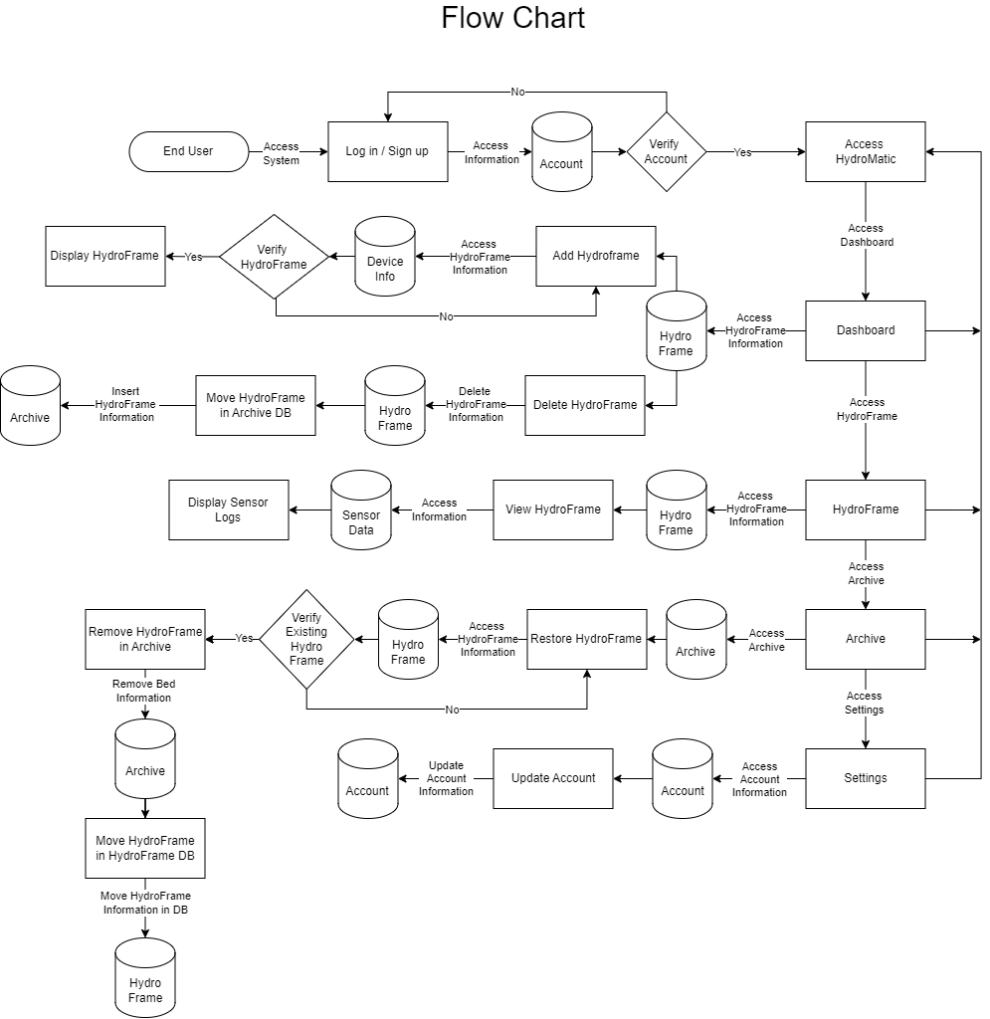 Flow Chart
No
End User
Access
System
Log in / Sign up
Access
Information
Account
Verify
Account
Yes
Access
HydroMatic
Access
Dashboard
Display HydroFrame
Yes
Verify
HydroFrame
Device
Info
Access
HydroFrame
Information
Add Hydroframe
No
Hydro
Frame
Access
HydroFrame
Information
Dashboard
Archive
Insert
HydroFrame
Information
Move HydroFrame
in Archive DB
Hydro
Frame
Delete
HydroFrame
Information
Delete HydroFrame
Access
HydroFrame
Display Sensor
Logs
Sensor
Data
Access
Information
View HydroFrame
Hydro
Frame
Access
HydroFrame
Information
HydroFrame
Access
Archive
Remove HydroFrame
in Archive
Yes
Verify
Existing
Hydro
Frame
Hydro
Frame
Access
HydroFrame
Information
Restore HydroFrame
Archive
Access
Archive
Archive
No
Remove Bed
Information
Access
Settings
Archive
Account
Update
Account
Information
Update Account
Account
Access
Account
Information
Settings
Move HydroFrame
in HydroFrame DB
Move HydroFrame
Information in DB
Hydro
Frame